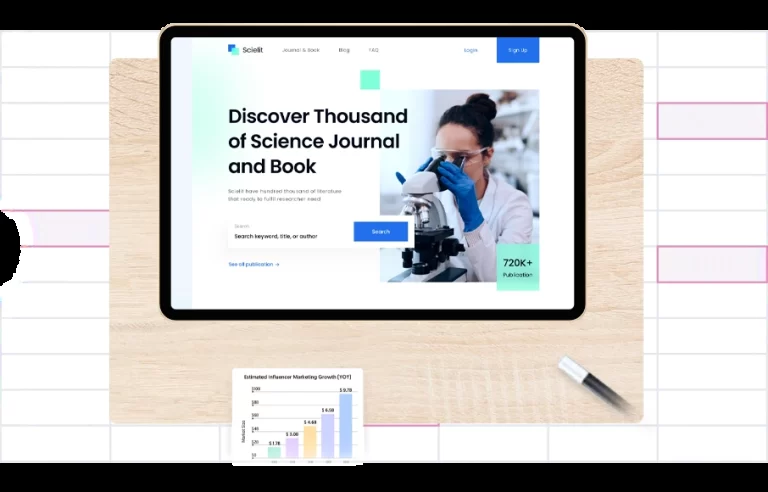 Scielit
Journal & Book
Blog
FAQ
Login
Sign Up
Discover Thousand
of Science Journal
and Book
Scielit have hundred thousand of literature
that ready to fulfil researcher need
Search
Search keyword, title, or author
Search
See all publication →
720K+
Publication
Estimated Influencer Marketing Growth (YOY)
Market Size
$ 1.7B
$ 3.0B
$ 4.6B
$ 6.5B
$ 9.7B